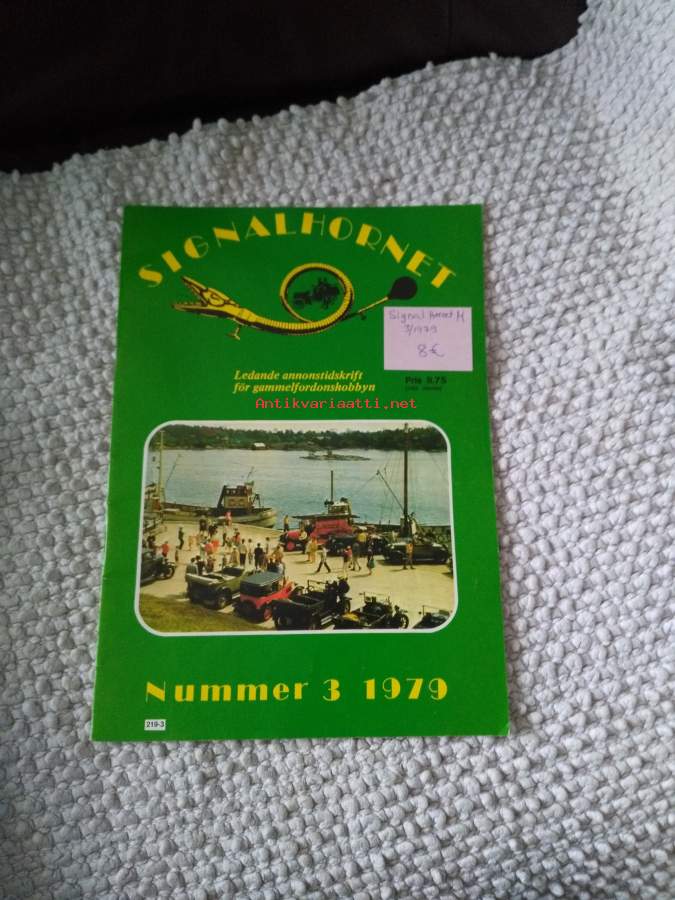 SIGNALHORNET
Signal hornet M
3/1979
8€
Ledande annonstidskrift
för gammelfordonshobbyn
Pris 9.75
Antikvariaatti.net
Nummer 3 1979
219-3